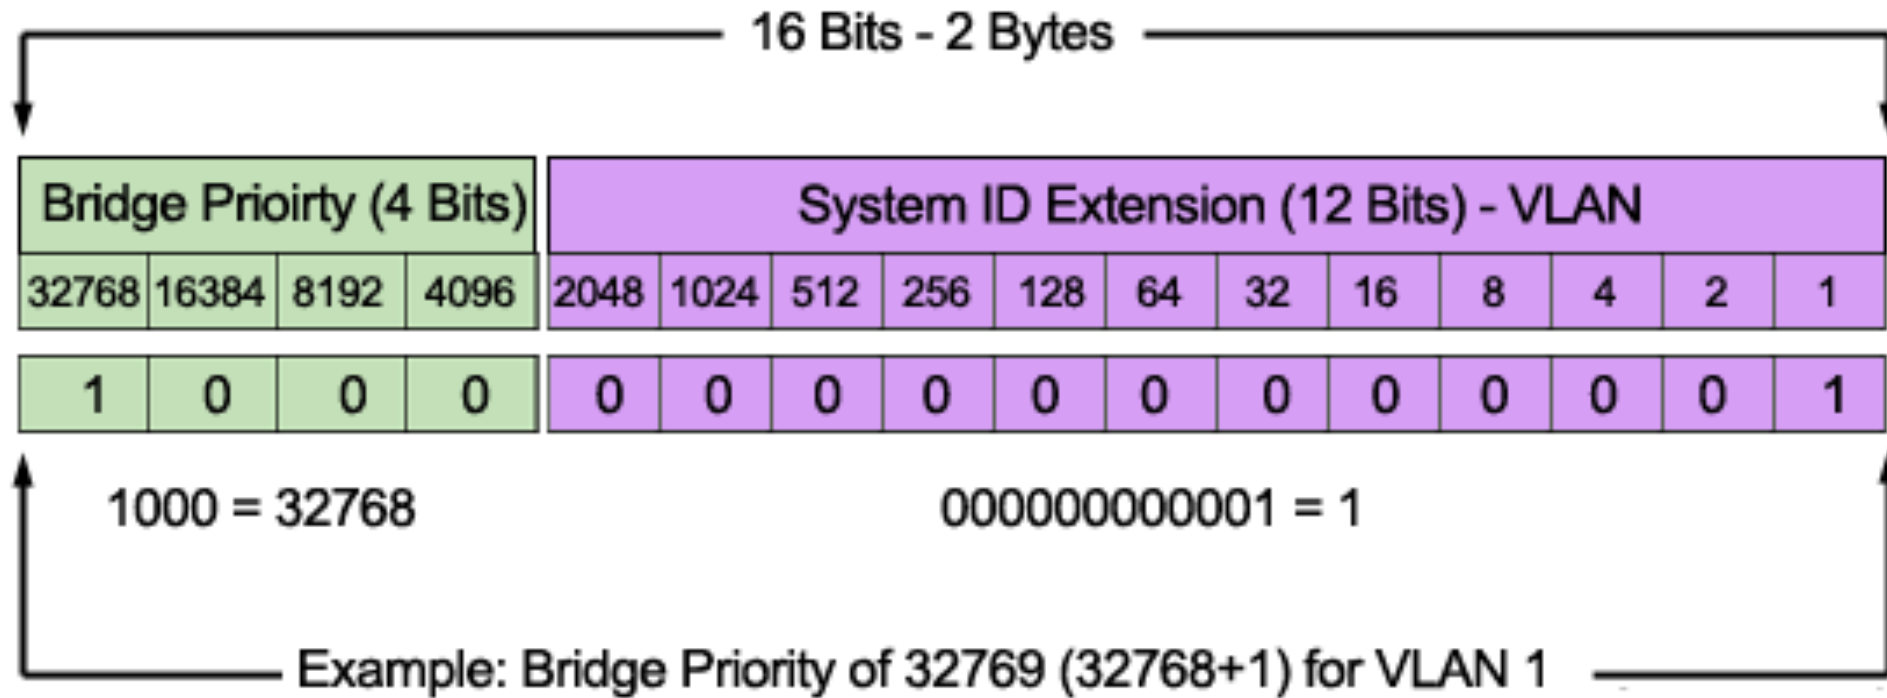 16 Bits - 2 Bytes
Bridge Prioirty (4 Bits) System ID Extension (12 Bits) - VLAN
32768 16384 8192 4096 2048 1024 512 256 128 64 32 16 8 4 2 1
1 0 0 0 0 0 0 0 0 0 0 0 0 0 0 1
1000 = 32768 000000000001 = 1
Example: Bridge Priority of 32769 (32768+1) for VLAN 1